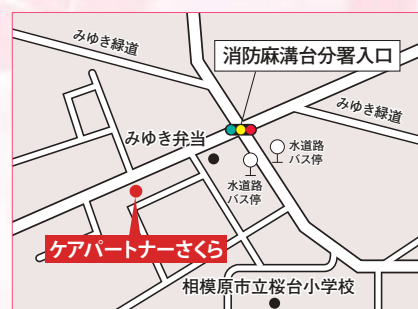 みゆき緑道
消防麻溝台分署入口
みゆき緑道
みゆき弁当
水道路
バス停
水道路
バス停
ケアパートナーさくら
相模原市立桜台小学校